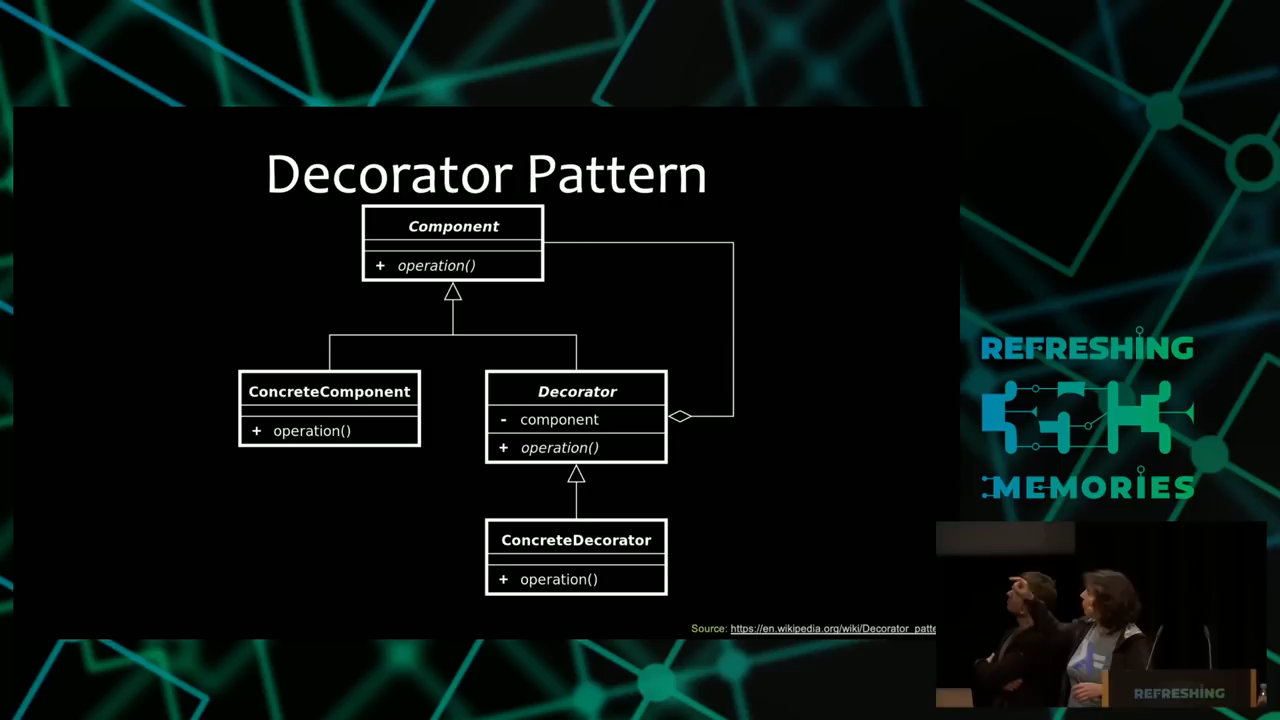 Decorator Pattern
Component
+ operation()
ConcreteComponent
+ operation()
Decorator
- component
+ operation()
ConcreteDecorator
+ operation()
Source: https://en.wikipedia.org/wiki/Decorator_patte
REFRESHING
MEMORIES
REFRESHING